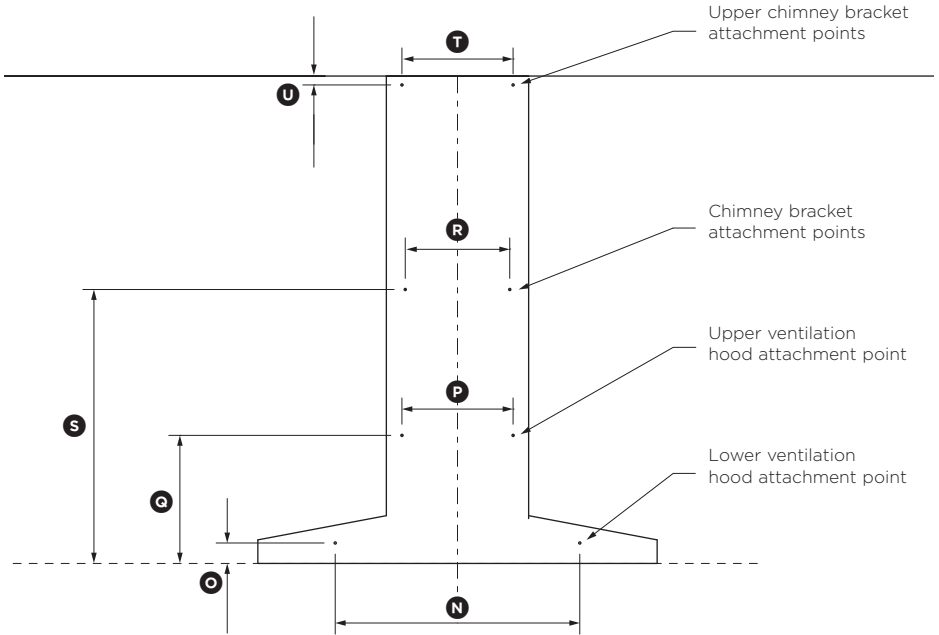 Upper chimney bracket
attachment points
T
U
Chimney bracket
attachment points
R
Upper ventilation
hood attachment point
P
S
Lower ventilation
hood attachment point
Q
O
N